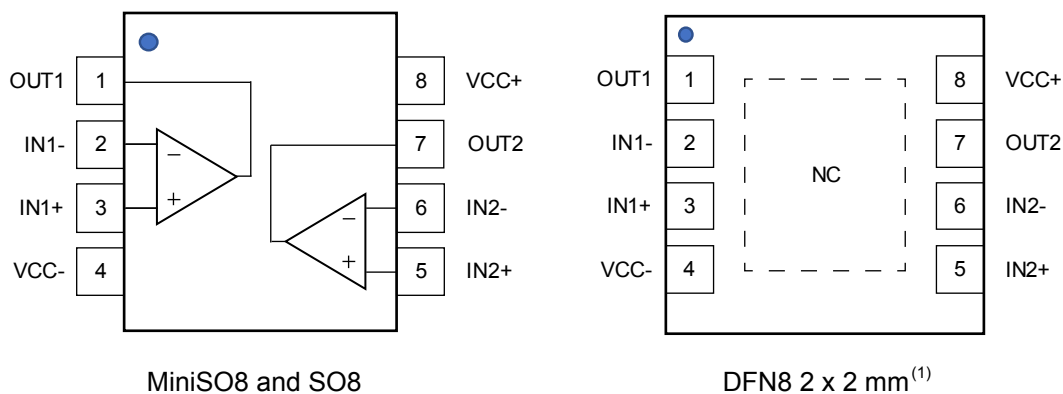 OUT1 1 8 VCC+
IN1- 2 − 7 OUT2
IN1+ 3 + − 6 IN2-
VCC- 4 + 5 IN2+
MiniSO8 and SO8
OUT1 1 8 VCC+
IN1- 2 7 OUT2
NC
IN1+ 3 6 IN2-
VCC- 4 5 IN2+
DFN8 2 x 2 mm(1)